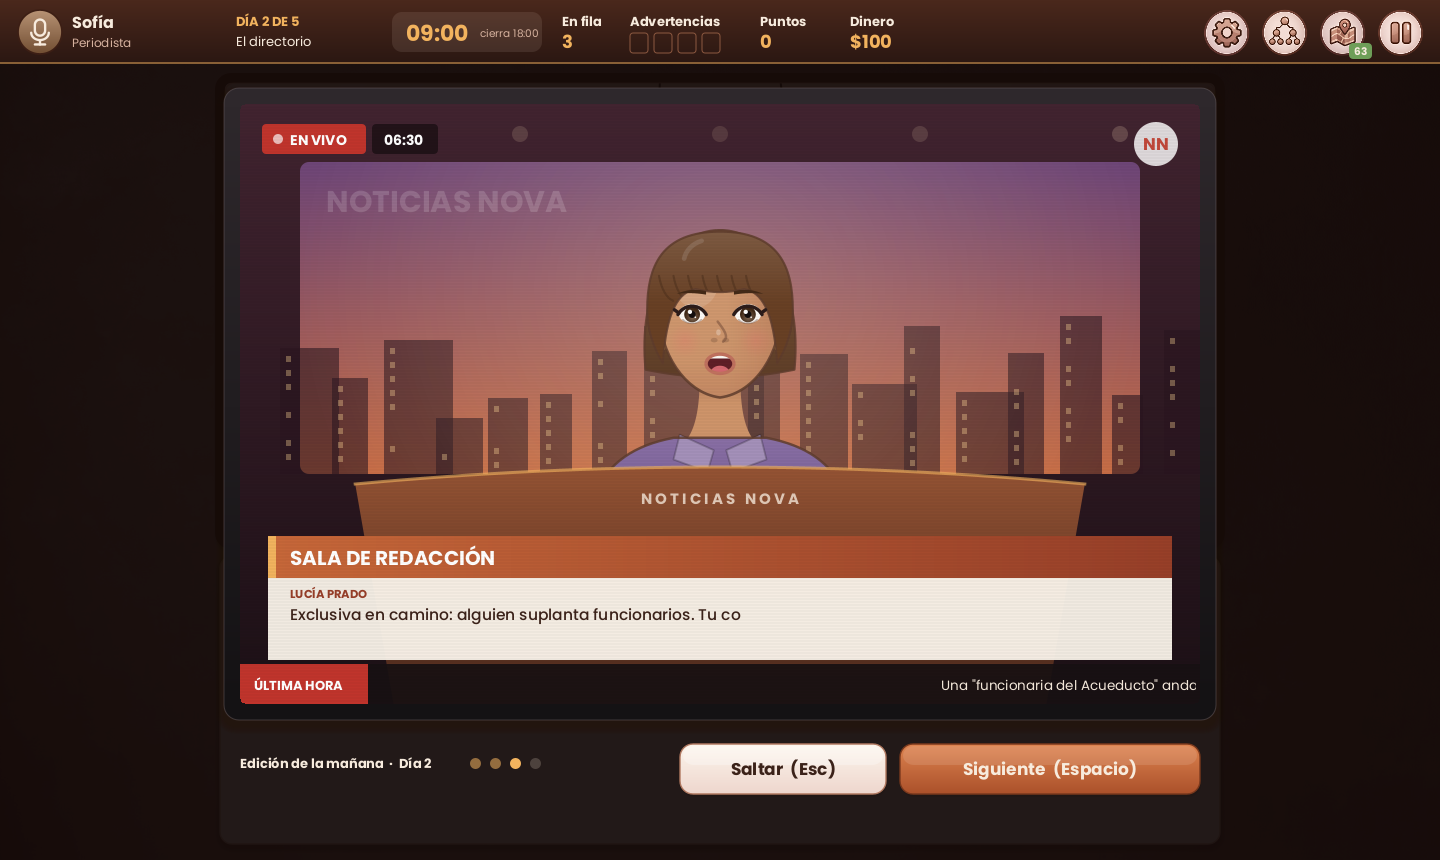 Sofía
Periodista
DÍA 2 DE 5
El directorio
09:00 cierra 18:00
En fila
3
Advertencias
Puntos
0
Dinero
$100
63
EN VIVO 06:30
NN
NOTICIAS NOVA
NOTICIAS NOVA
SALA DE REDACCIÓN
LUCÍA PRADO
Exclusiva en camino: alguien suplanta funcionarios. Tu co
ÚLTIMA HORA
Una "funcionaria del Acueducto" anda
Edición de la mañana · Día 2
Saltar (Esc)
Siguiente (Espacio)